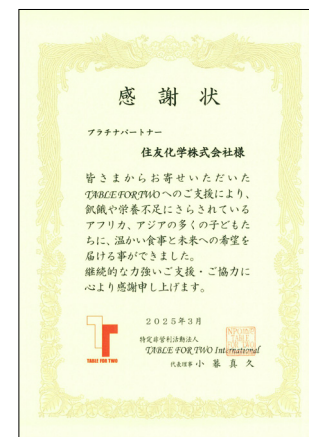 感謝状
プラチナパートナー
住友化学株式会社様
皆さまからお寄せいただいた
TABLE FOR TWOへのご支援により、
飢餓や栄養不足にさらされている
アフリカ、アジアの多くの子どもた
ちに、温かい食事と未来への希望を
届ける事ができました。
継続的な力強いご支援・ご協力に
心より感謝申し上げます。
2025年3月
特定非営利活動法人
TABLE FOR TWO International
代表理事 小暮真久
TABLE FOR TWO